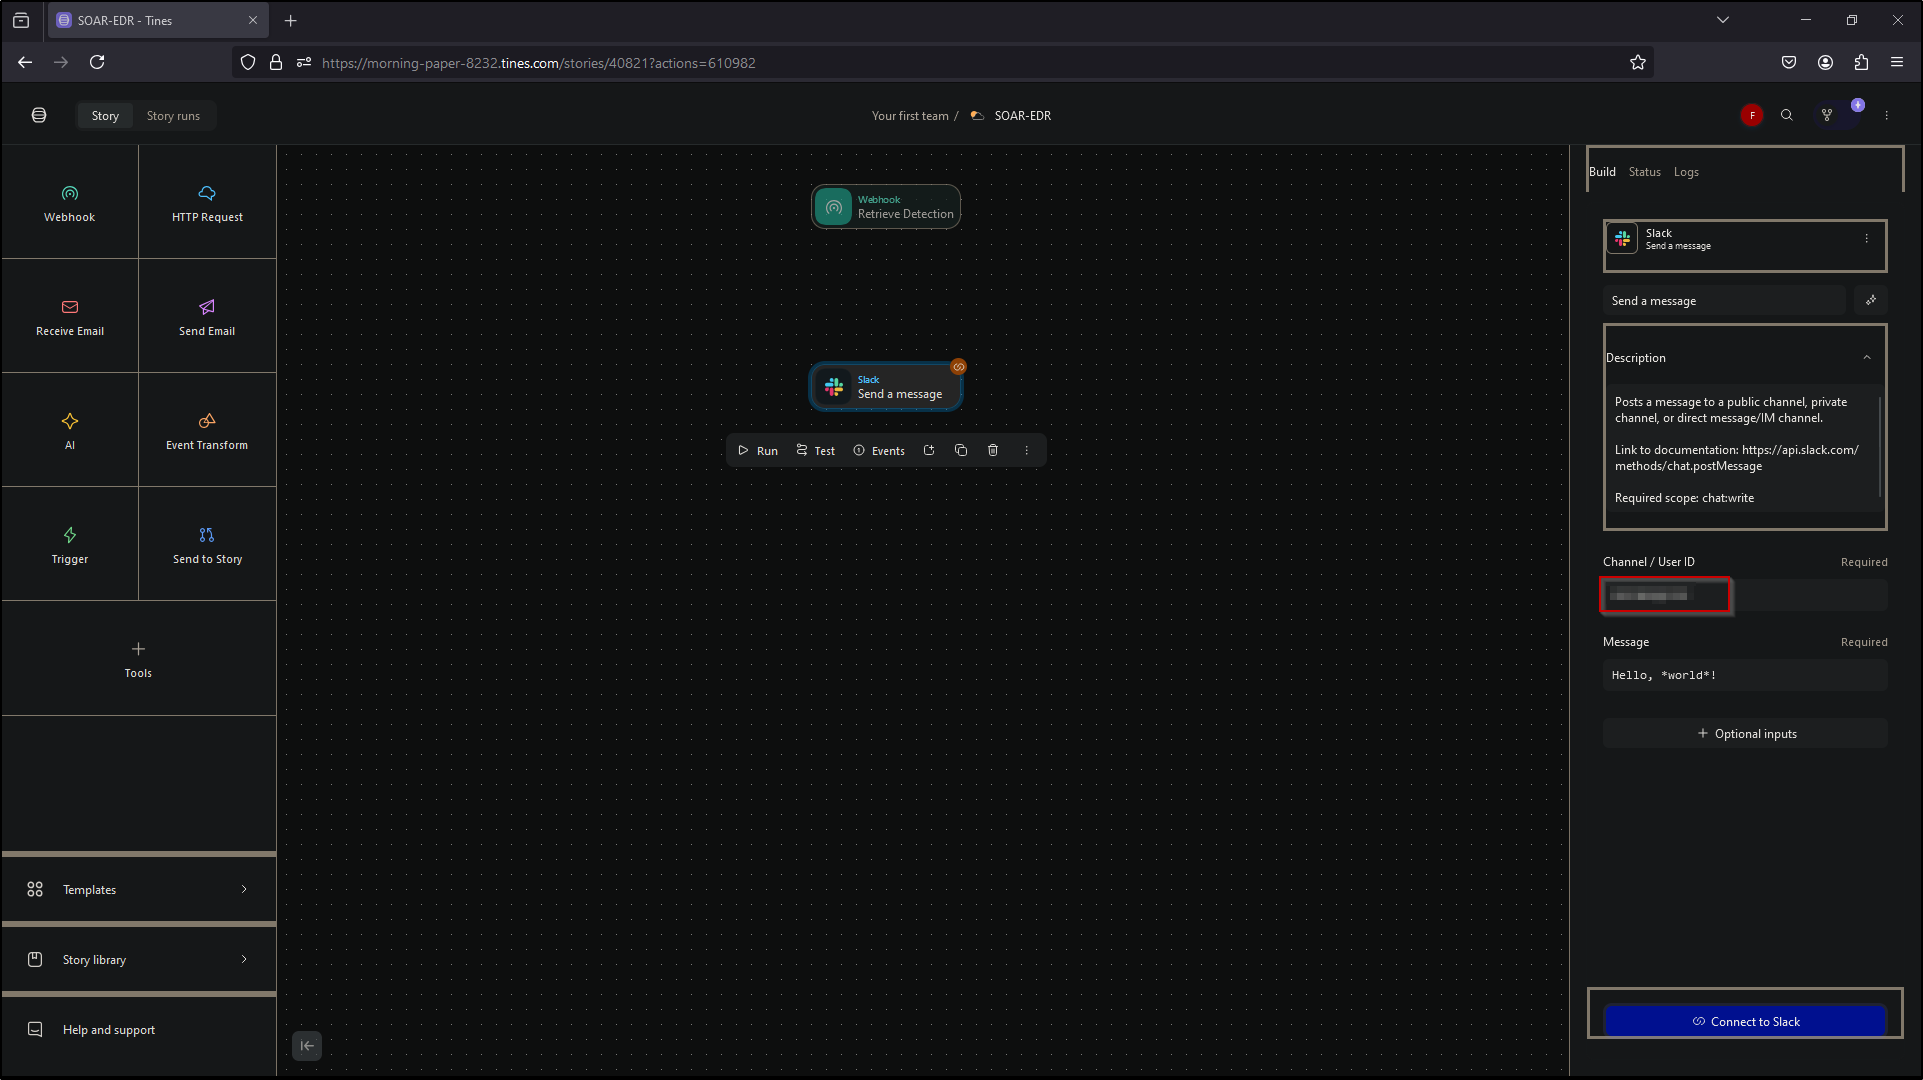 SOAR-EDR - Tines
https://morning-paper-8232.tines.com/stories/40821?actions=610982
Story
Story runs
Your first team / SOAR-EDR
F
Webhook
HTTP Request
Receive Email
Send Email
AI
Event Transform
Trigger
Send to Story
Tools
Templates
Story library
Help and support
Webhook
Retrieve Detection
Slack
Send a message
Run
Test
Events
Build
Status
Logs
Slack
Send a message
Send a message
Description
Posts a message to a public channel, private
channel, or direct message/IM channel.
Link to documentation: https://api.slack.com/
methods/chat.postMessage
Required scope: chat:write
Channel / User ID
Required
Message
Required
Hello, *world*!
Optional inputs
Connect to Slack